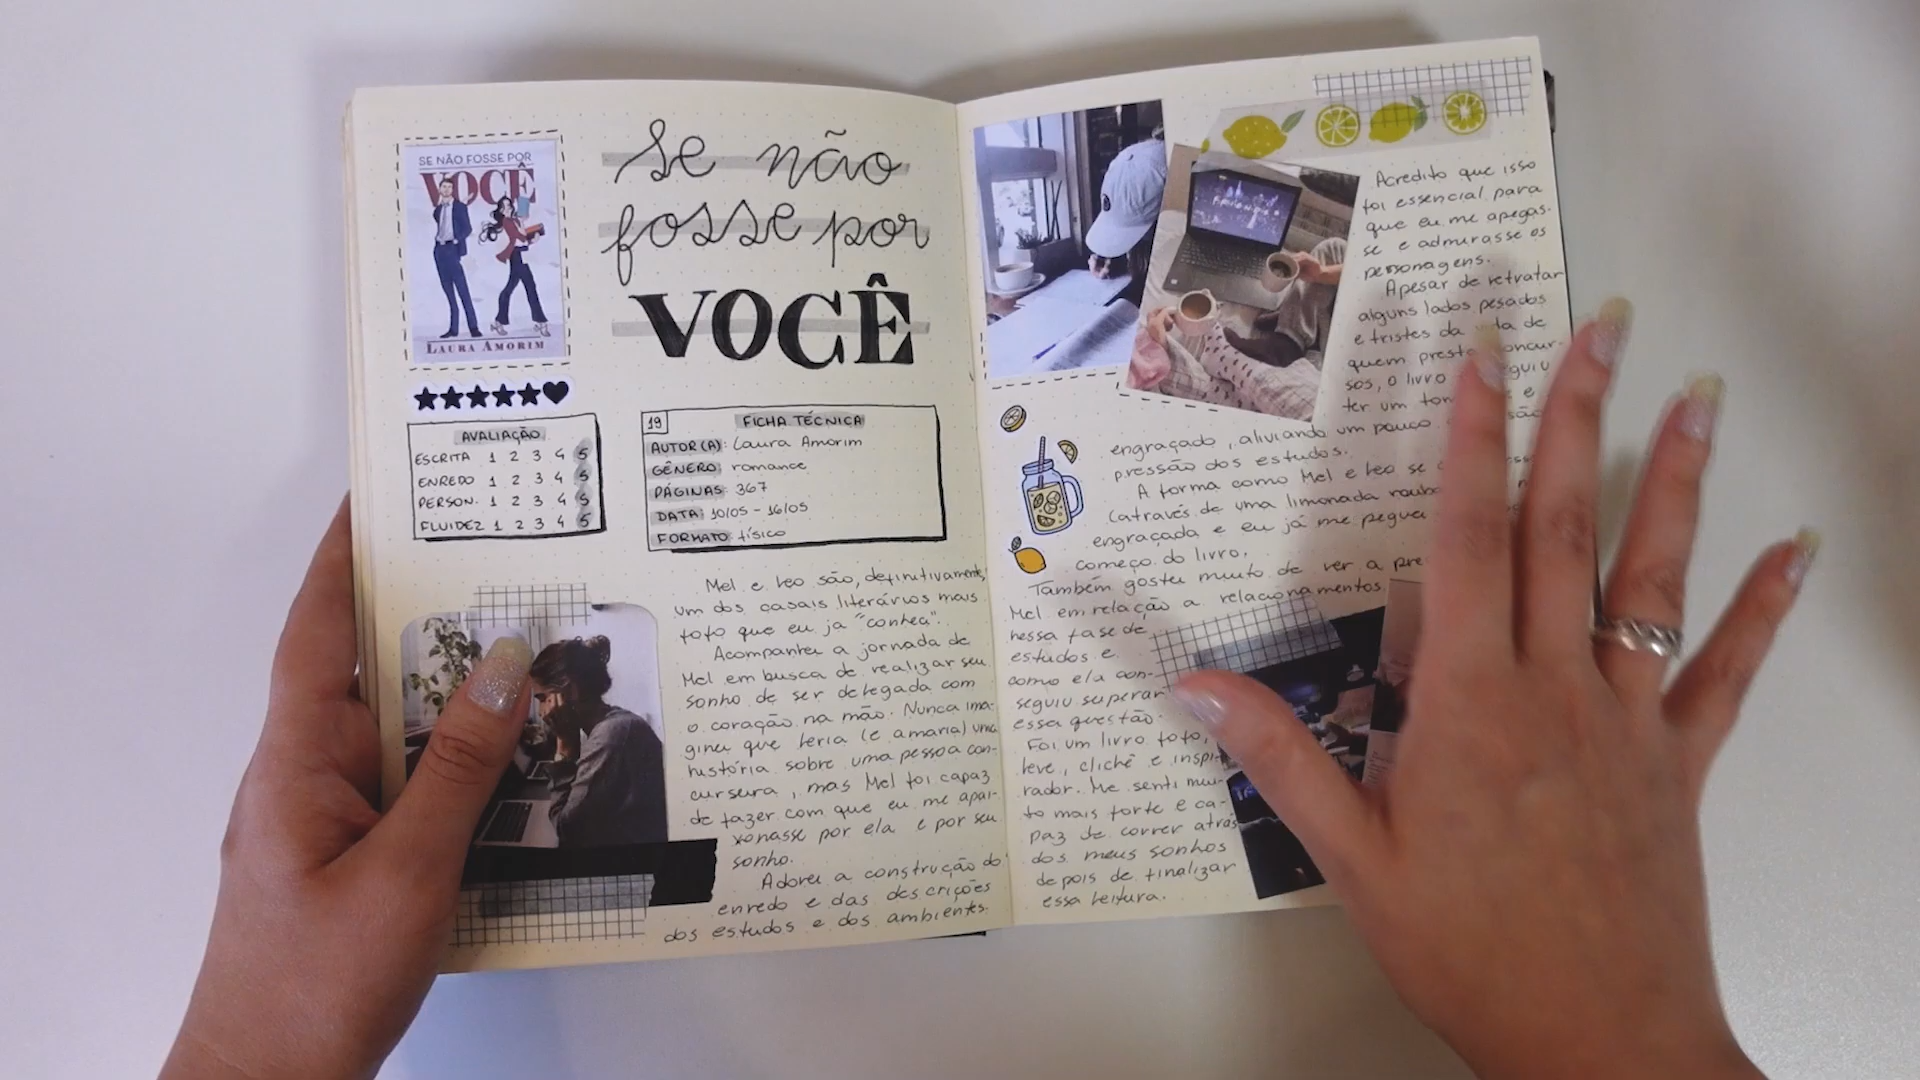 SE NÃO FOSSE POR
VOCÊ
LAURA AMORIM
Se não
fosse por
VOCÊ
AVALIAÇÃO
ESCRITA 1 2 3 4 5
ENREDO 1 2 3 4 5
PERSON. 1 2 3 4 5
FLUIDEZ 1 2 3 4 5
19 FICHA TÉCNICA
AUTOR(A): Laura Amorim
GÊNERO: romance
PÁGINAS: 367
DATA: 10/05 - 16/05
FORMATO: físico
Mel e Leo são, definitivamente,
um dos casais literários mais
fofo que eu já "conheci".
Acompanhei a jornada de
Mel em busca de realizar seu
sonho de ser delegada com
o coração na mão. Nunca ima-
ginei que leria (e amaria) uma
história sobre uma pessoa con-
curseira, mas Mel foi capaz
de fazer com que eu me apai-
xonasse por ela e por seu
sonho.
Adorei a construção do
enredo e das descrições
dos estudos e dos ambientes.
FRIENDS
Acredito que isso
foi essencial para
que eu me apegas-
se e admirasse os
personagens.
Apesar de retratar
alguns lados pesados
e tristes da vida de
quem presta concur-
sos, o livro
ter um tom e
engraçado, aliviando um pouco
pressão dos estudos.
A forma como Mel e Leo se
(através de uma limonada
engraçada e eu já me peguei
começo do livro.
Também gostei muito de ver a
Mel em relação a relacionamentos
nessa fase de
estudos e
como ela con-
seguiu superar
essa questão.
Foi um livro fofo,
leve, clichê e inspi-
rador. Me senti mui-
to mais forte e ca-
paz de correr atrás
dos meus sonhos
depois de finalizar
essa leitura.